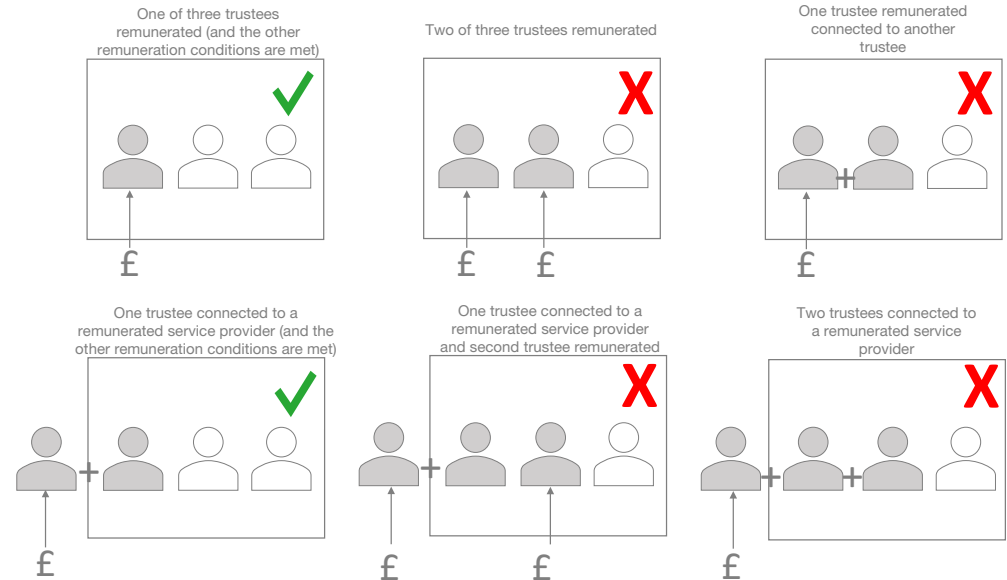 One of three trustees
remunerated (and the other
remuneration conditions are met)
£
Two of three trustees remunerated
X
£ £
One trustee remunerated
connected to another
trustee
X
+
£
One trustee connected to a
remunerated service provider (and the
other remuneration conditions are met)
+
£
One trustee connected to a
remunerated service provider
and second trustee remunerated
X
+
£ £
Two trustees connected to
a remunerated service
provider
X
+ +
£